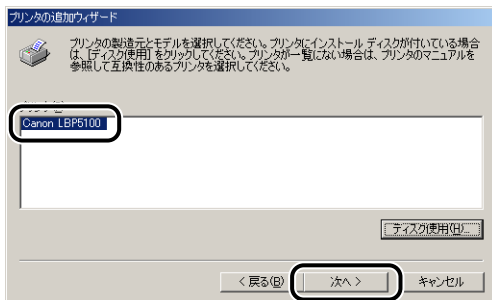 プリンタの追加ウィザード
プリンタの製造元とモデルを選択してください。プリンタにインストール ディスクが付いている場合
は、[ディスク使用] をクリックしてください。プリンタが一覧にない場合は、プリンタのマニュアルを
参照して互換性のあるプリンタを選択してください。
Canon LBP5100
ディスク使用(H)...
< 戻る(B)
次へ >
キャンセル